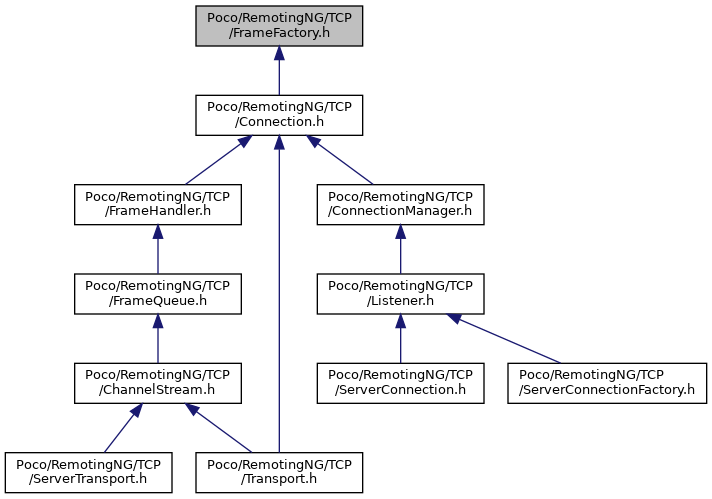 Poco/RemotingNG/TCP
/FrameFactory.h
Poco/RemotingNG/TCP
/Connection.h
Poco/RemotingNG/TCP
/FrameHandler.h
Poco/RemotingNG/TCP
/ConnectionManager.h
Poco/RemotingNG/TCP
/FrameQueue.h
Poco/RemotingNG/TCP
/Listener.h
Poco/RemotingNG/TCP
/ChannelStream.h
Poco/RemotingNG/TCP
/ServerConnection.h
Poco/RemotingNG/TCP
/ServerConnectionFactory.h
Poco/RemotingNG/TCP
/ServerTransport.h
Poco/RemotingNG/TCP
/Transport.h